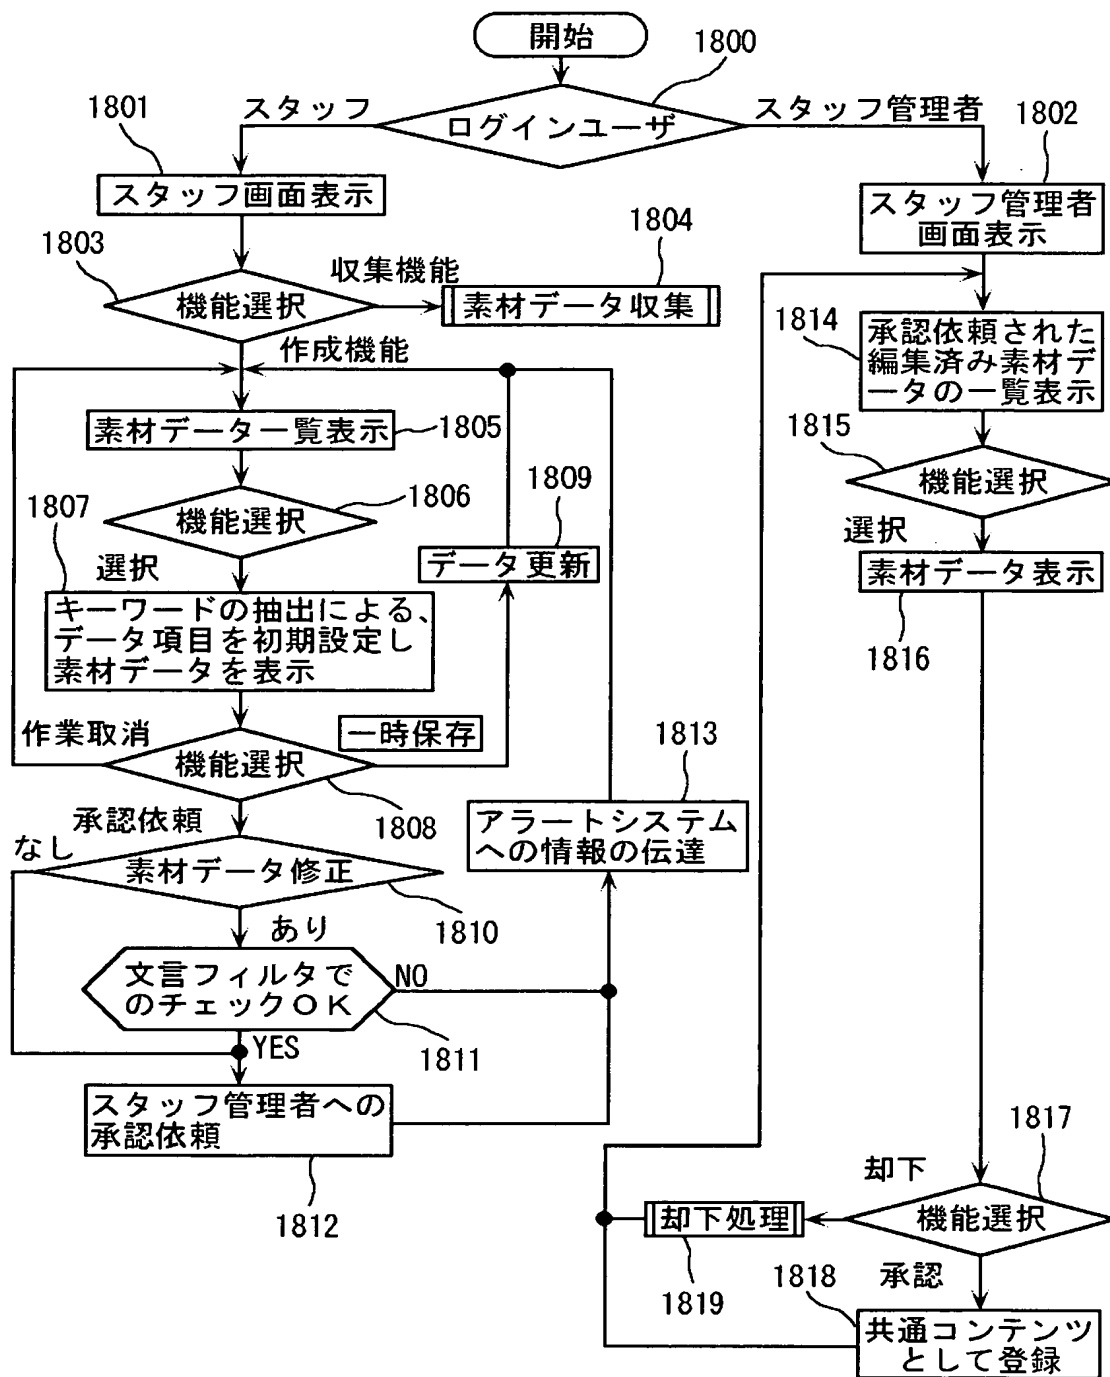 開始
1800
ログインユーザ
スタッフ
スタッフ管理者
1801
スタッフ画面表示
1802
スタッフ管理者
画面表示
1803
機能選択
収集機能
1804
素材データ収集
作成機能
素材データ一覧表示
1805
1806
機能選択
選択
1807
キーワードの抽出による、
データ項目を初期設定し
素材データを表示
1809
データ更新
作業取消
機能選択
一時保存
1808
承認依頼
なし
素材データ修正
1810
あり
文言フィルタで
のチェックOK
NO
1811
YES
スタッフ管理者への
承認依頼
1812
1813
アラートシステム
への情報の伝達
1814
承認依頼された
編集済み素材デ
ータの一覧表示
1815
機能選択
選択
素材データ表示
1816
1817
却下
機能選択
却下処理
1819
承認
1818
共通コンテンツ
として登録